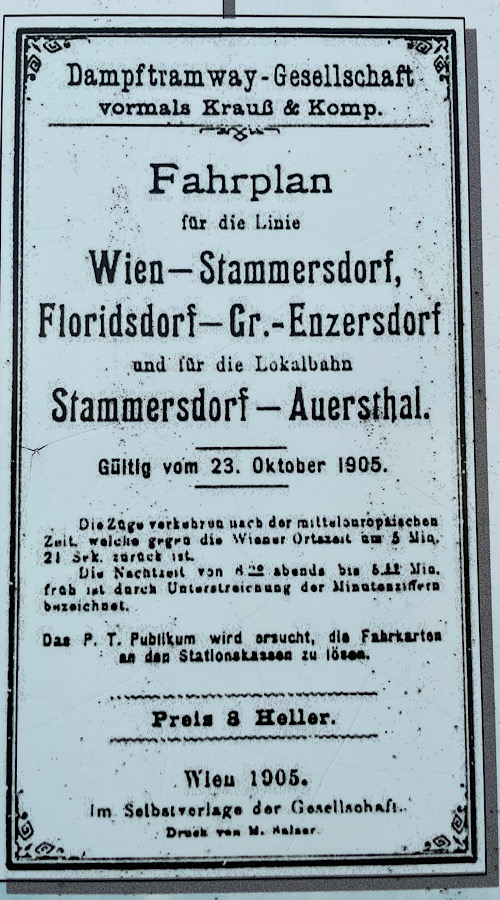 Dampftramway-Gesellschaft
vormals Krauß & Komp.
Fahrplan
für die Linie
Wien—Stammersdorf,
Floridsdorf—Gr.-Enzersdorf
und für die Lokalbahn
Stammersdorf — Auersthal.
Gültig vom 23. Oktober 1905.
Die Züge verkehren nach der mitteleuropäischen
Zeit, welche gegen die Wiener Ortszeit um 5 Min.
21 Sek. zurück ist.
Die Nachtzeit von abends bis Min.
früh ist durch Unterstreichung der Minutenziffern
bezeichnet.
Das P. T. Publikum wird ersucht, die Fahrkarten
an den Stationskassen zu lösen.
Preis 8 Heller.
Wien 1905.
Im Selbstverlage der Gesellschaft.
Druck von M.